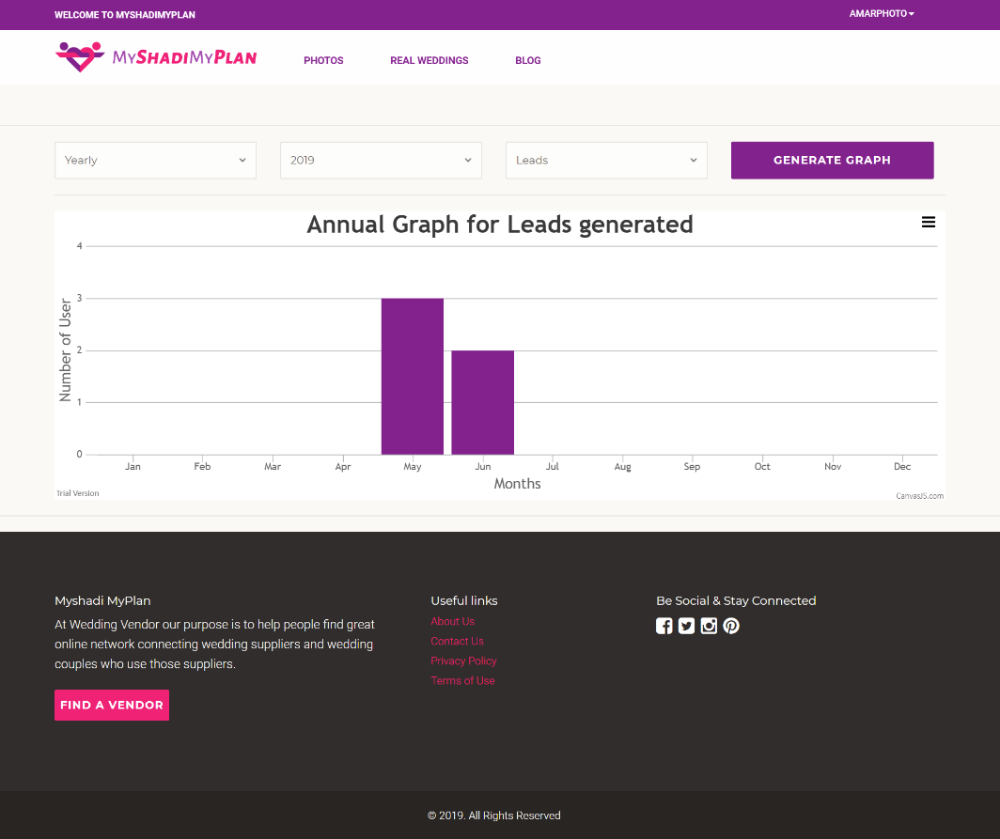 WELCOME TO MYSHADIMYPLAN
AMARPHOTO
MYSHADIMYPLAN
PHOTOS
REAL WEDDINGS
BLOG
Yearly
2019
Leads
GENERATE GRAPH
Annual Graph for Leads generated
Number of User
4
3
2
1
0
Jan Feb Mar Apr May Jun Jul Aug Sep Oct Nov Dec
Months
Trial Version
CanvasJS.com
Myshadi MyPlan
At Wedding Vendor our purpose is to help people find great
online network connecting wedding suppliers and wedding
couples who use those suppliers.
FIND A VENDOR
Useful links
About Us
Contact Us
Privacy Policy
Terms of Use
Be Social & Stay Connected
© 2019. All Rights Reserved